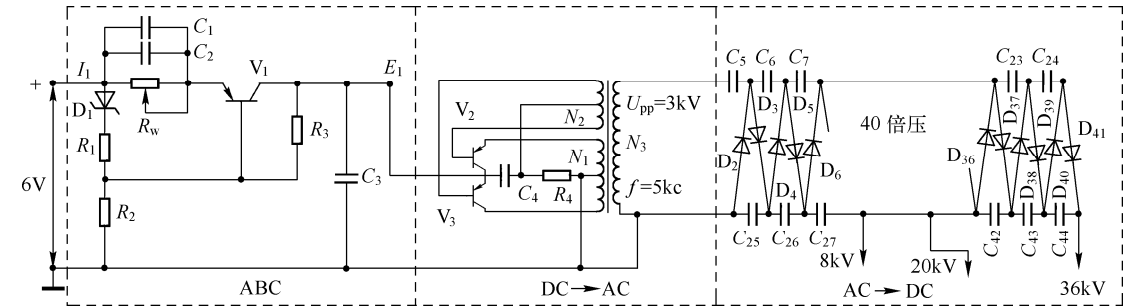 C₁
C₂
+
I₁
V₁
E₁
D₁
R_W
R₁
R₃
6V
R₂
C₃
ABC
V₂
V₃
N₂
N₁
C₄
R₄
U_pp=3kV
N₃
f=5kc
DC→AC
C₅
C₆
C₇
C₂₃
C₂₄
D₃
D₅
D₃₇
D₃₉
40 倍压
D₂
D₄
D₆
D₃₆
D₃₈
D₄₀
D₄₁
C₂₅
C₂₆
C₂₇
C₄₂
C₄₃
C₄₄
8kV
20kV
36kV
AC→DC